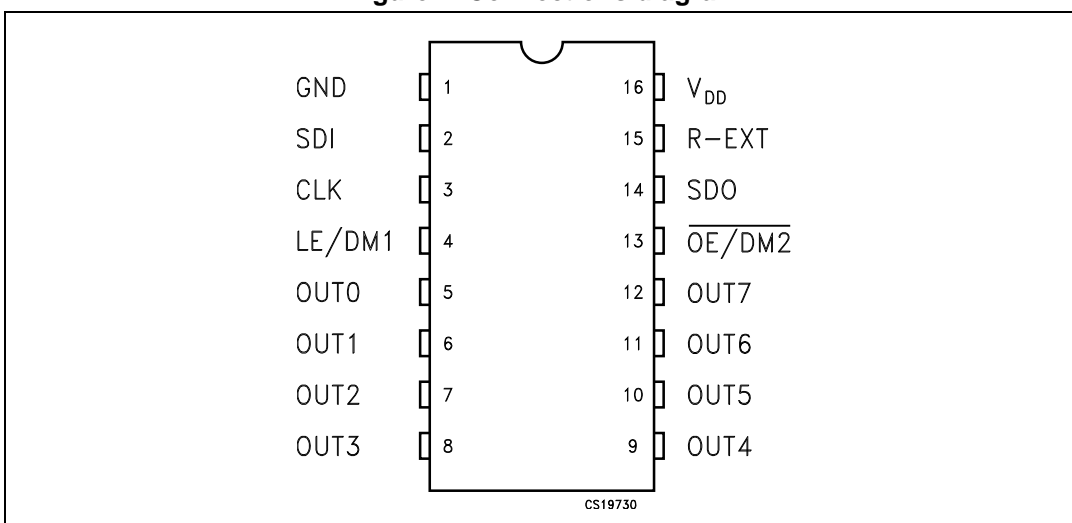 GND 1 16 V_DD
SDI 2 15 R-EXT
CLK 3 14 SDO
LE/DM1 4 13 OE/DM2
OUT0 5 12 OUT7
OUT1 6 11 OUT6
OUT2 7 10 OUT5
OUT3 8 9 OUT4
CS19730